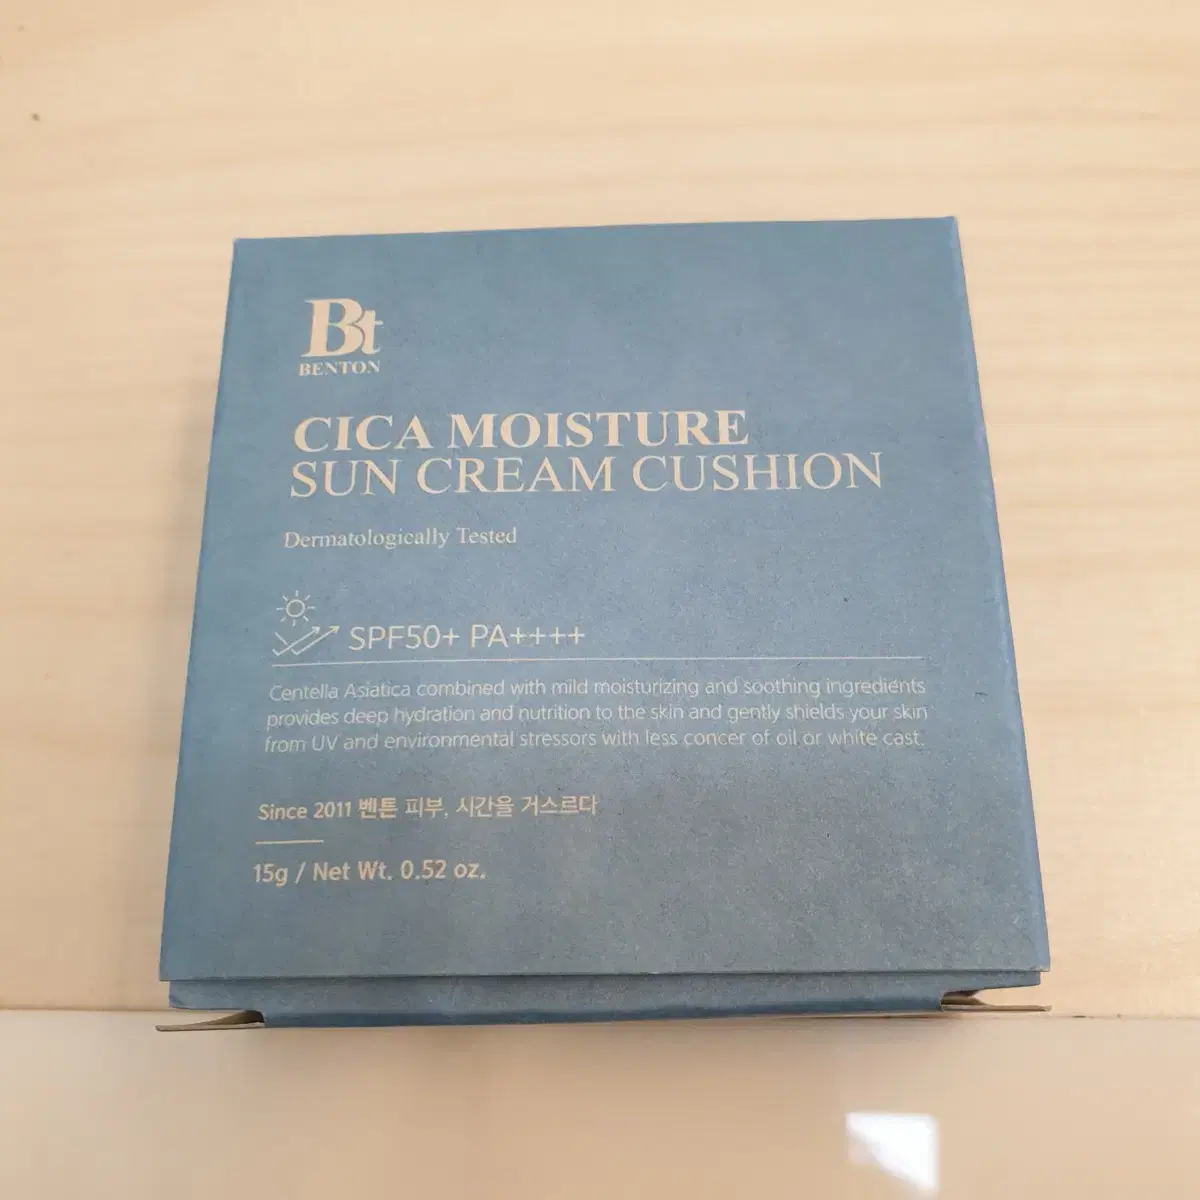 Bt
BENTON
CICA MOISTURE
SUN CREAM CUSHION
Dermatologically Tested
SPF50+ PA++++
Centella Asiatica combined with mild moisturizing and soothing ingredients
provides deep hydration and nutrition to the skin and gently shields your skin
from UV and environmental stressors with less concer of oil or white cast.
Since 2011 벤튼 피부, 시간을 거스르다
15g / Net Wt. 0.52 oz.